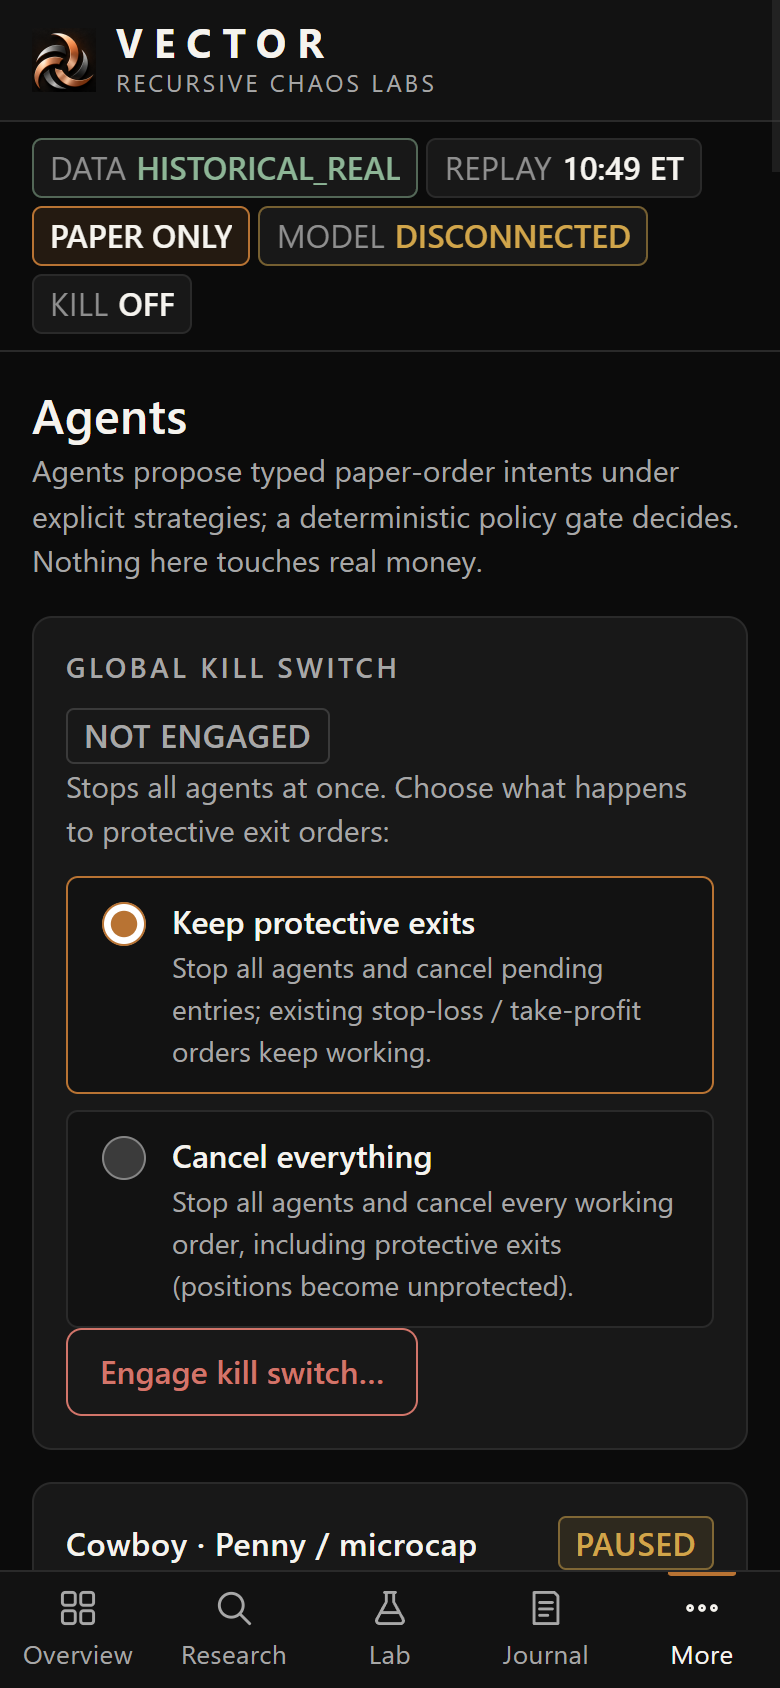 VECTOR
RECURSIVE CHAOS LABS
DATA HISTORICAL_REAL REPLAY 10:49 ET
PAPER ONLY MODEL DISCONNECTED
KILL OFF
Agents
Agents propose typed paper-order intents under
explicit strategies; a deterministic policy gate decides.
Nothing here touches real money.
GLOBAL KILL SWITCH
NOT ENGAGED
Stops all agents at once. Choose what happens
to protective exit orders:
Keep protective exits
Stop all agents and cancel pending
entries; existing stop-loss / take-profit
orders keep working.
Cancel everything
Stop all agents and cancel every working
order, including protective exits
(positions become unprotected).
Engage kill switch...
Cowboy · Penny / microcap PAUSED
Overview Research Lab Journal More